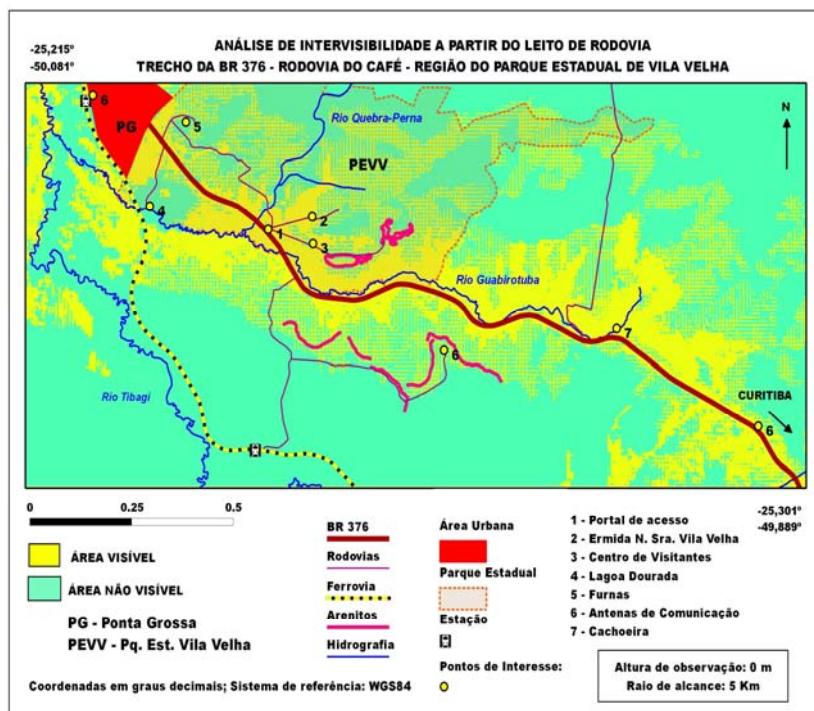 ANÁLISE DE INTERVISIBILIDADE A PARTIR DO LEITO DE RODOVIA
TRECHO DA BR 376 - RODOVIA DO CAFÉ - REGIÃO DO PARQUE ESTADUAL DE VILA VELHA
-25,215º
-50,081º
6
PG
5
Rio Quebra-Perna
N
PEVV
4
2
1
3
Rio Guabirotuba
7
6
Rio Tibagi
CURITIBA
6
0
0.25
0.5
-25,301º
-49,889º
ÁREA VISÍVEL
ÁREA NÃO VISÍVEL
PG - Ponta Grossa
PEVV - Pq. Est. Vila Velha
BR 376
Rodovias
Ferrovia
Arenitos
Hidrografia
Área Urbana
Parque Estadual
Estação
Pontos de Interesse:
1 - Portal de acesso
2 - Ermida N. Sra. Vila Velha
3 - Centro de Visitantes
4 - Lagoa Dourada
5 - Furnas
6 - Antenas de Comunicação
7 - Cachoeira
Altura de observação: 0 m
Raio de alcance: 5 Km
Coordenadas em graus decimais; Sistema de referência: WGS84